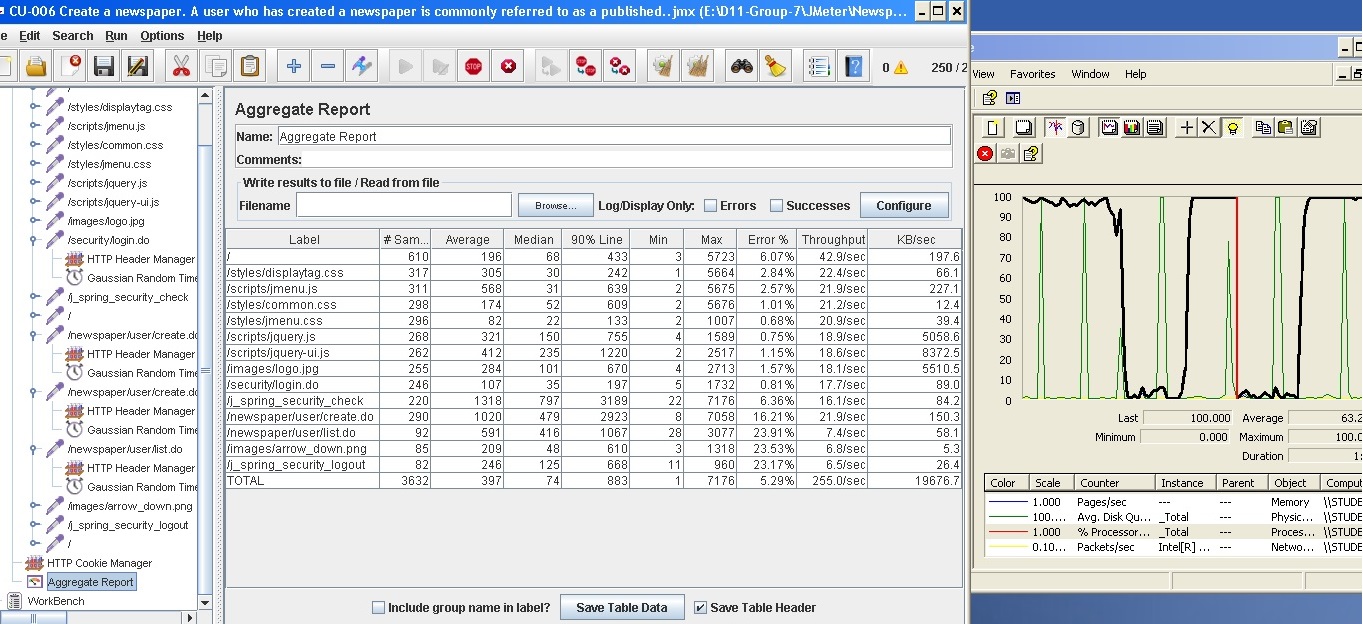 CU-006 Create a newspaper. A user who has created a newspaper is commonly referred to as a published..jmx (E:\D11-Group-7\JMeter\Newsp...
e Edit Search Run Options Help
0 250 / 2
/
/styles/displaytag.css
/scripts/jmenu.js
/styles/common.css
/styles/jmenu.css
/scripts/jquery.js
/scripts/jquery-ui.js
/images/logo.jpg
/security/login.do
HTTP Header Manager
Gaussian Random Time
/j_spring_security_check
/
/newspaper/user/create.do
HTTP Header Manager
Gaussian Random Time
/newspaper/user/create.do
HTTP Header Manager
Gaussian Random Time
/newspaper/user/list.do
HTTP Header Manager
Gaussian Random Time
/images/arrow_down.png
/j_spring_security_logout
/
HTTP Cookie Manager
Aggregate Report
WorkBench
Aggregate Report
Name: Aggregate Report
Comments:
Write results to file / Read from file
Filename Browse... Log/Display Only: Errors Successes Configure
Label # Sam... Average Median 90% Line Min Max Error % Throughput KB/sec
/ 610 196 68 433 3 5723 6.07% 42.9/sec 197.6
/styles/displaytag.css 317 305 30 242 1 5664 2.84% 22.4/sec 66.1
/scripts/jmenu.js 311 568 31 639 2 5675 2.57% 21.9/sec 227.1
/styles/common.css 298 174 52 609 2 5676 1.01% 21.2/sec 12.4
/styles/jmenu.css 296 82 22 133 2 1007 0.68% 20.9/sec 39.4
/scripts/jquery.js 268 321 150 755 4 1589 0.75% 18.9/sec 5058.6
/scripts/jquery-ui.js 262 412 235 1220 2 2517 1.15% 18.6/sec 8372.5
/images/logo.jpg 255 284 101 670 4 2713 1.57% 18.1/sec 5510.5
/security/login.do 246 107 35 197 5 1732 0.81% 17.7/sec 89.0
/j_spring_security_check 220 1318 797 3189 22 7176 6.36% 16.1/sec 84.2
/newspaper/user/create.do 290 1020 479 2923 8 7058 16.21% 21.9/sec 150.3
/newspaper/user/list.do 92 591 416 1067 28 3077 23.91% 7.4/sec 58.1
/images/arrow_down.png 85 209 48 610 3 1318 23.53% 6.8/sec 5.3
/j_spring_security_logout 82 246 125 668 11 960 23.17% 6.5/sec 26.4
TOTAL 3632 397 74 883 1 7176 5.29% 255.0/sec 19676.7
Include group name in label? Save Table Data Save Table Header
View Favorites Window Help
100
90
80
70
60
50
40
30
20
10
0
Last 100.000 Average 63.2
Minimum 0.000 Maximum 100.0
Duration 1:
Color Scale Counter Instance Parent Object Comput
1.000 Pages/sec --- --- Memory \\STUDE
100.... Avg. Disk Qu... _Total --- Physic... \\STUDE
1.000 % Processor... _Total --- Proces... \\STUDE
0.10... Packets/sec Intel[R] ... --- Netwo... \\STUDE